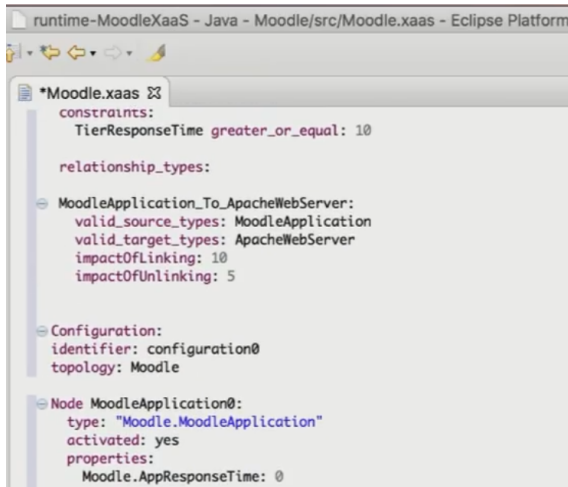 runtime-MoodleXaaS - Java - Moodle/src/Moodle.xaas - Eclipse Platform
*Moodle.xaas
constraints:
TierResponseTime greater_or_equal: 10
relationship_types:
MoodleApplication_To_ApacheWebServer:
valid_source_types: MoodleApplication
valid_target_types: ApacheWebServer
impactOfLinking: 10
impactOfUnlinking: 5
Configuration:
identifier: configuration0
topology: Moodle
Node MoodleApplication0:
type: "Moodle.MoodleApplication"
activated: yes
properties:
Moodle.AppResponseTime: 0